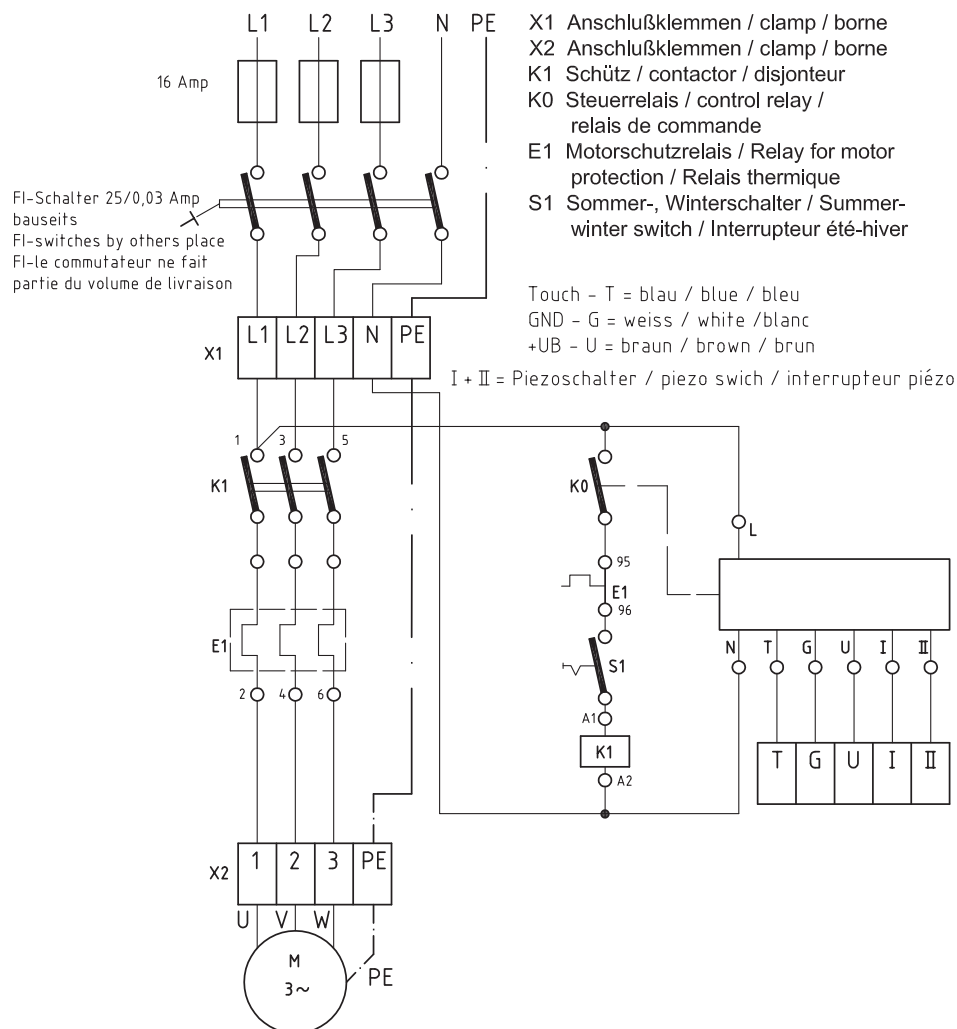 L1 L2 L3 N PE
16 Amp
X1 Anschlußklemmen / clamp / borne
X2 Anschlußklemmen / clamp / borne
K1 Schütz / contactor / disjonteur
K0 Steuerrelais / control relay /
relais de commande
E1 Motorschutzrelais / Relay for motor
protection / Relais thermique
S1 Sommer-, Winterschalter / Summer-
winter switch / Interrupteur été-hiver
FI-Schalter 25/0,03 Amp
bauseits
FI-switches by others place
FI-le commutateur ne fait
partie du volume de livraison
Touch - T = blau / blue / bleu
GND - G = weiss / white /blanc
+UB - U = braun / brown / brun
I + II = Piezoschalter / piezo swich / interrupteur piézo
X1 L1 L2 L3 N PE
1 3 5
K1
K0
L
95
E1
96
E1
S1
N T G U I II
2 4 6
A1
K1
A2
T G U I II
X2 1 2 3 PE
U V W
M
3~
PE